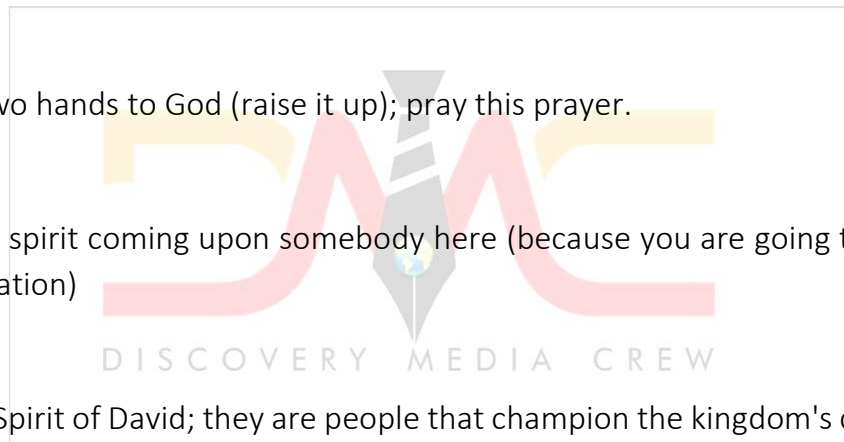 wo hands to God (raise it up); pray this prayer.
spirit coming upon somebody here (because you are going t
ation)
DISCOVERY MEDIA CREW
Spirit of David; they are people that champion the kingdom's